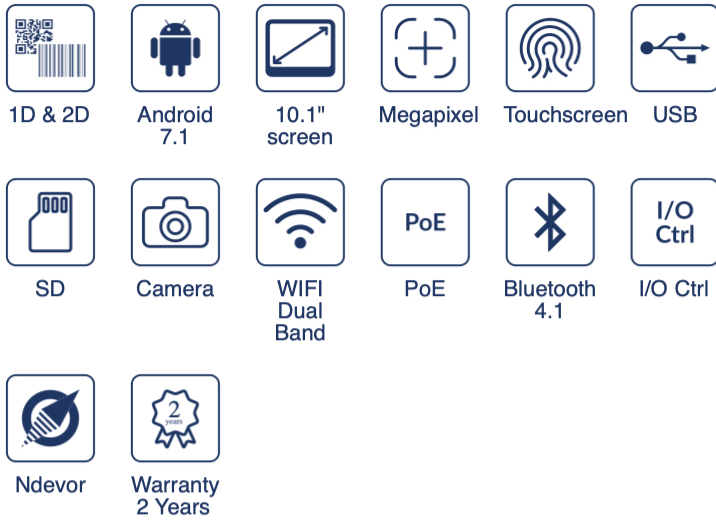 1D & 2D
Android
7.1
10.1"
screen
Megapixel
Touchscreen
USB
PoE
I/O
Ctrl
SD
Camera
WIFI
Dual
Band
PoE
Bluetooth
4.1
I/O Ctrl
2
years
Ndevor
Warranty
2 Years